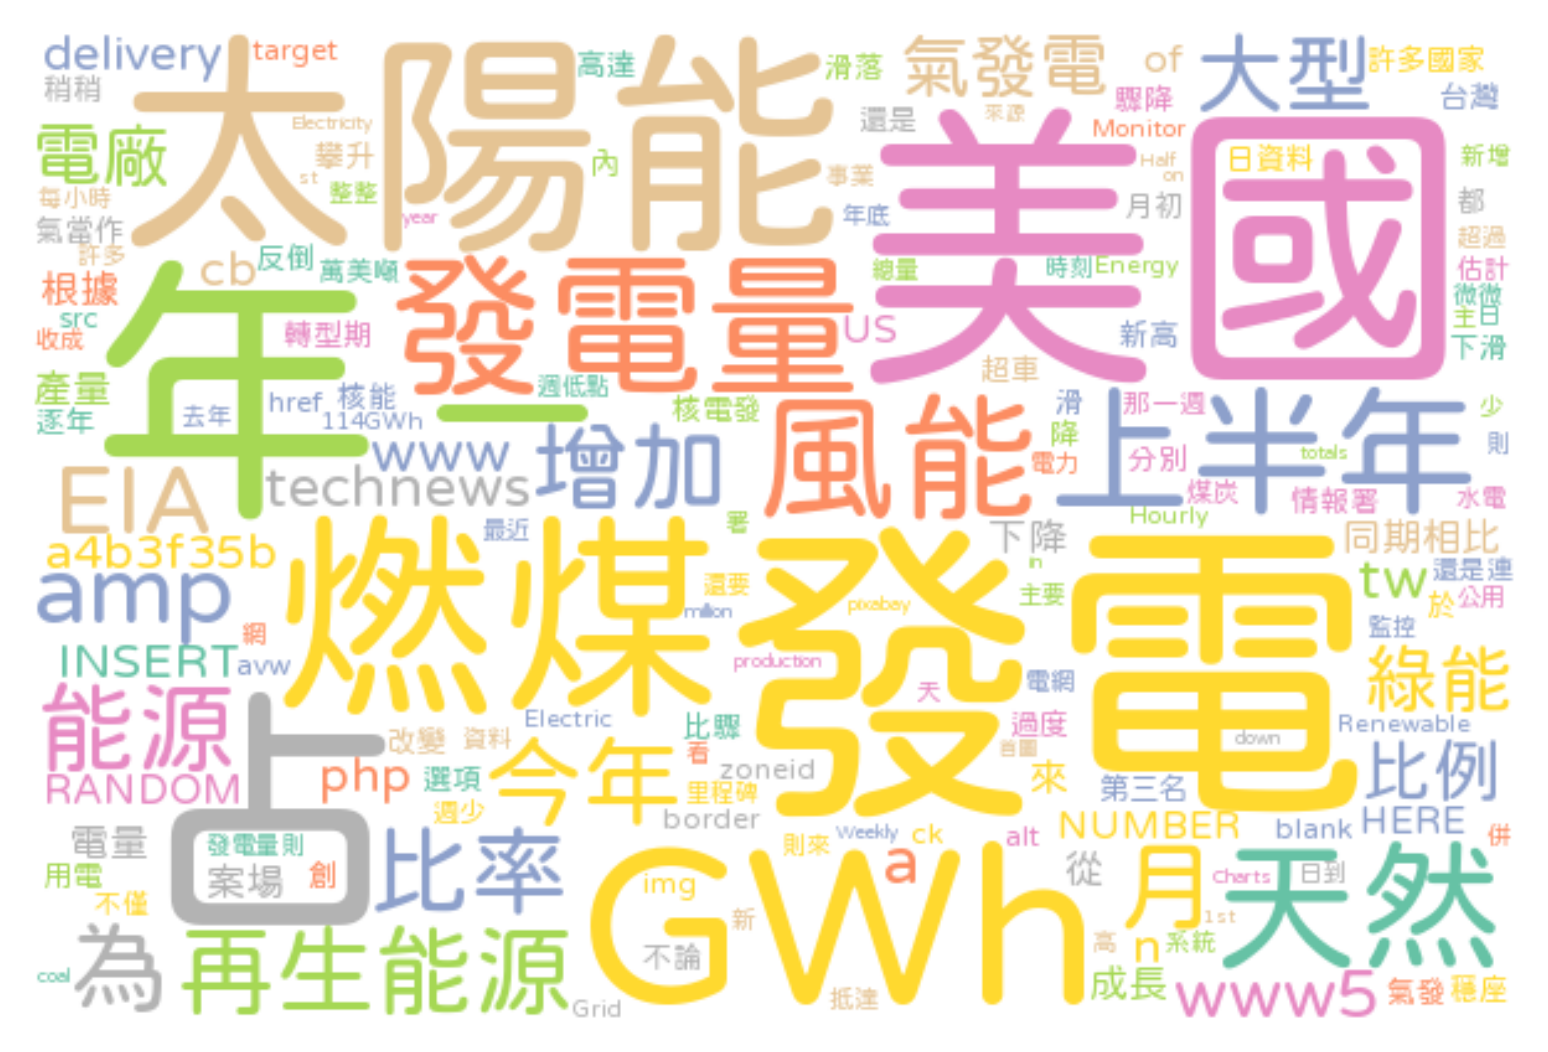 delivery
target
稍稍
太陽能
高達
滑落
氣發電
of
大型
許多國家
台灣
驟降
來源
還是
Monitor
美國
日資料
新增
電廠
Electricity
攀升
st
整整
內
事業
Half
on
月初
都
每小時
year
年底
超過
氣當作
許多
cb
反倒
萬美噸
總量
時刻
Energy
估計
根據
年
發電量
微微
src
主
日
收成
轉型期
US
新高
下滑
超車
產量
href
核能
週低點
一
核電發
風能
滑
那一週
上半年
少
逐年
去年
114GWh
降
則
www
增加
電力
分別
totals
EIA
technews
煤炭
情報署
水電
最近
署
Hourly
下降
同期相比
a4b3f35b
燃煤
發電
in
amp
還要
million
pixabay
主要
tw
還是連
於
公用
網
監控
INSERT
avw
production
天
電網
綠能
能源
占
Electric
比驟
過度
Renewable
改變
資料
看
首圖
down
RANDOM
php
選項
今年
zoneid
來
第三名
比例
里程碑
週少
border
NUMBER
blank
HERE
電量
發電量則
比率
則來
Weekly
ck
alt
併
用電
案場
創
GWh
img
a
從
月
Charts
日到
天然
不僅
新
1st
為
再生能源
不論
高
n
系統
coal
Grid
抵達
成長
www5
氣發
穩座